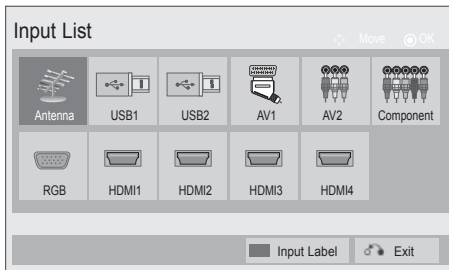 Input List
Move OK
Antenna USB1 USB2 AV1 AV2 Component
RGB HDMI1 HDMI2 HDMI3 HDMI4
Input Label Exit